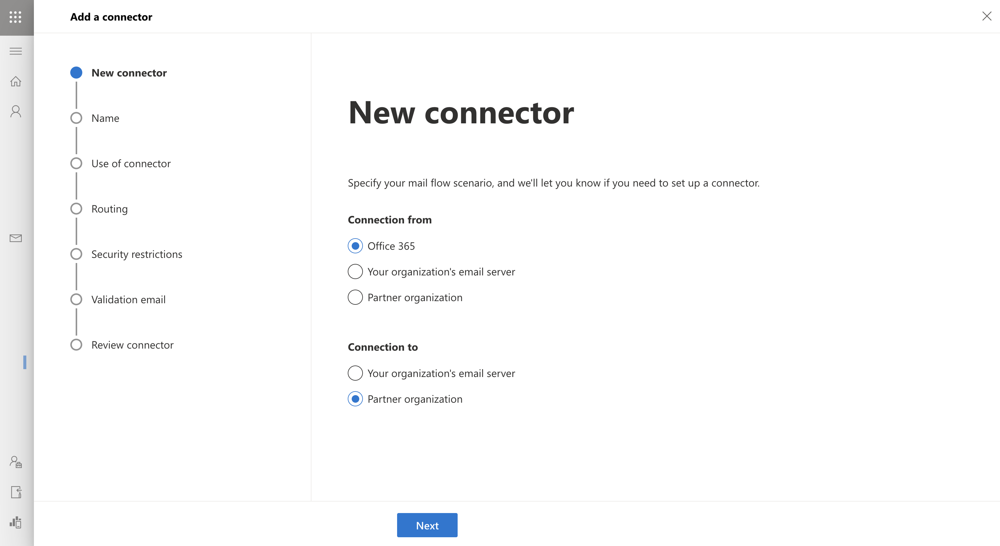 Add a connector
New connector
Name
Use of connector
Routing
Security restrictions
Validation email
Review connector
New connector
Specify your mail flow scenario, and we'll let you know if you need to set up a connector.
Connection from
Office 365
Your organization's email server
Partner organization
Connection to
Your organization's email server
Partner organization
Next